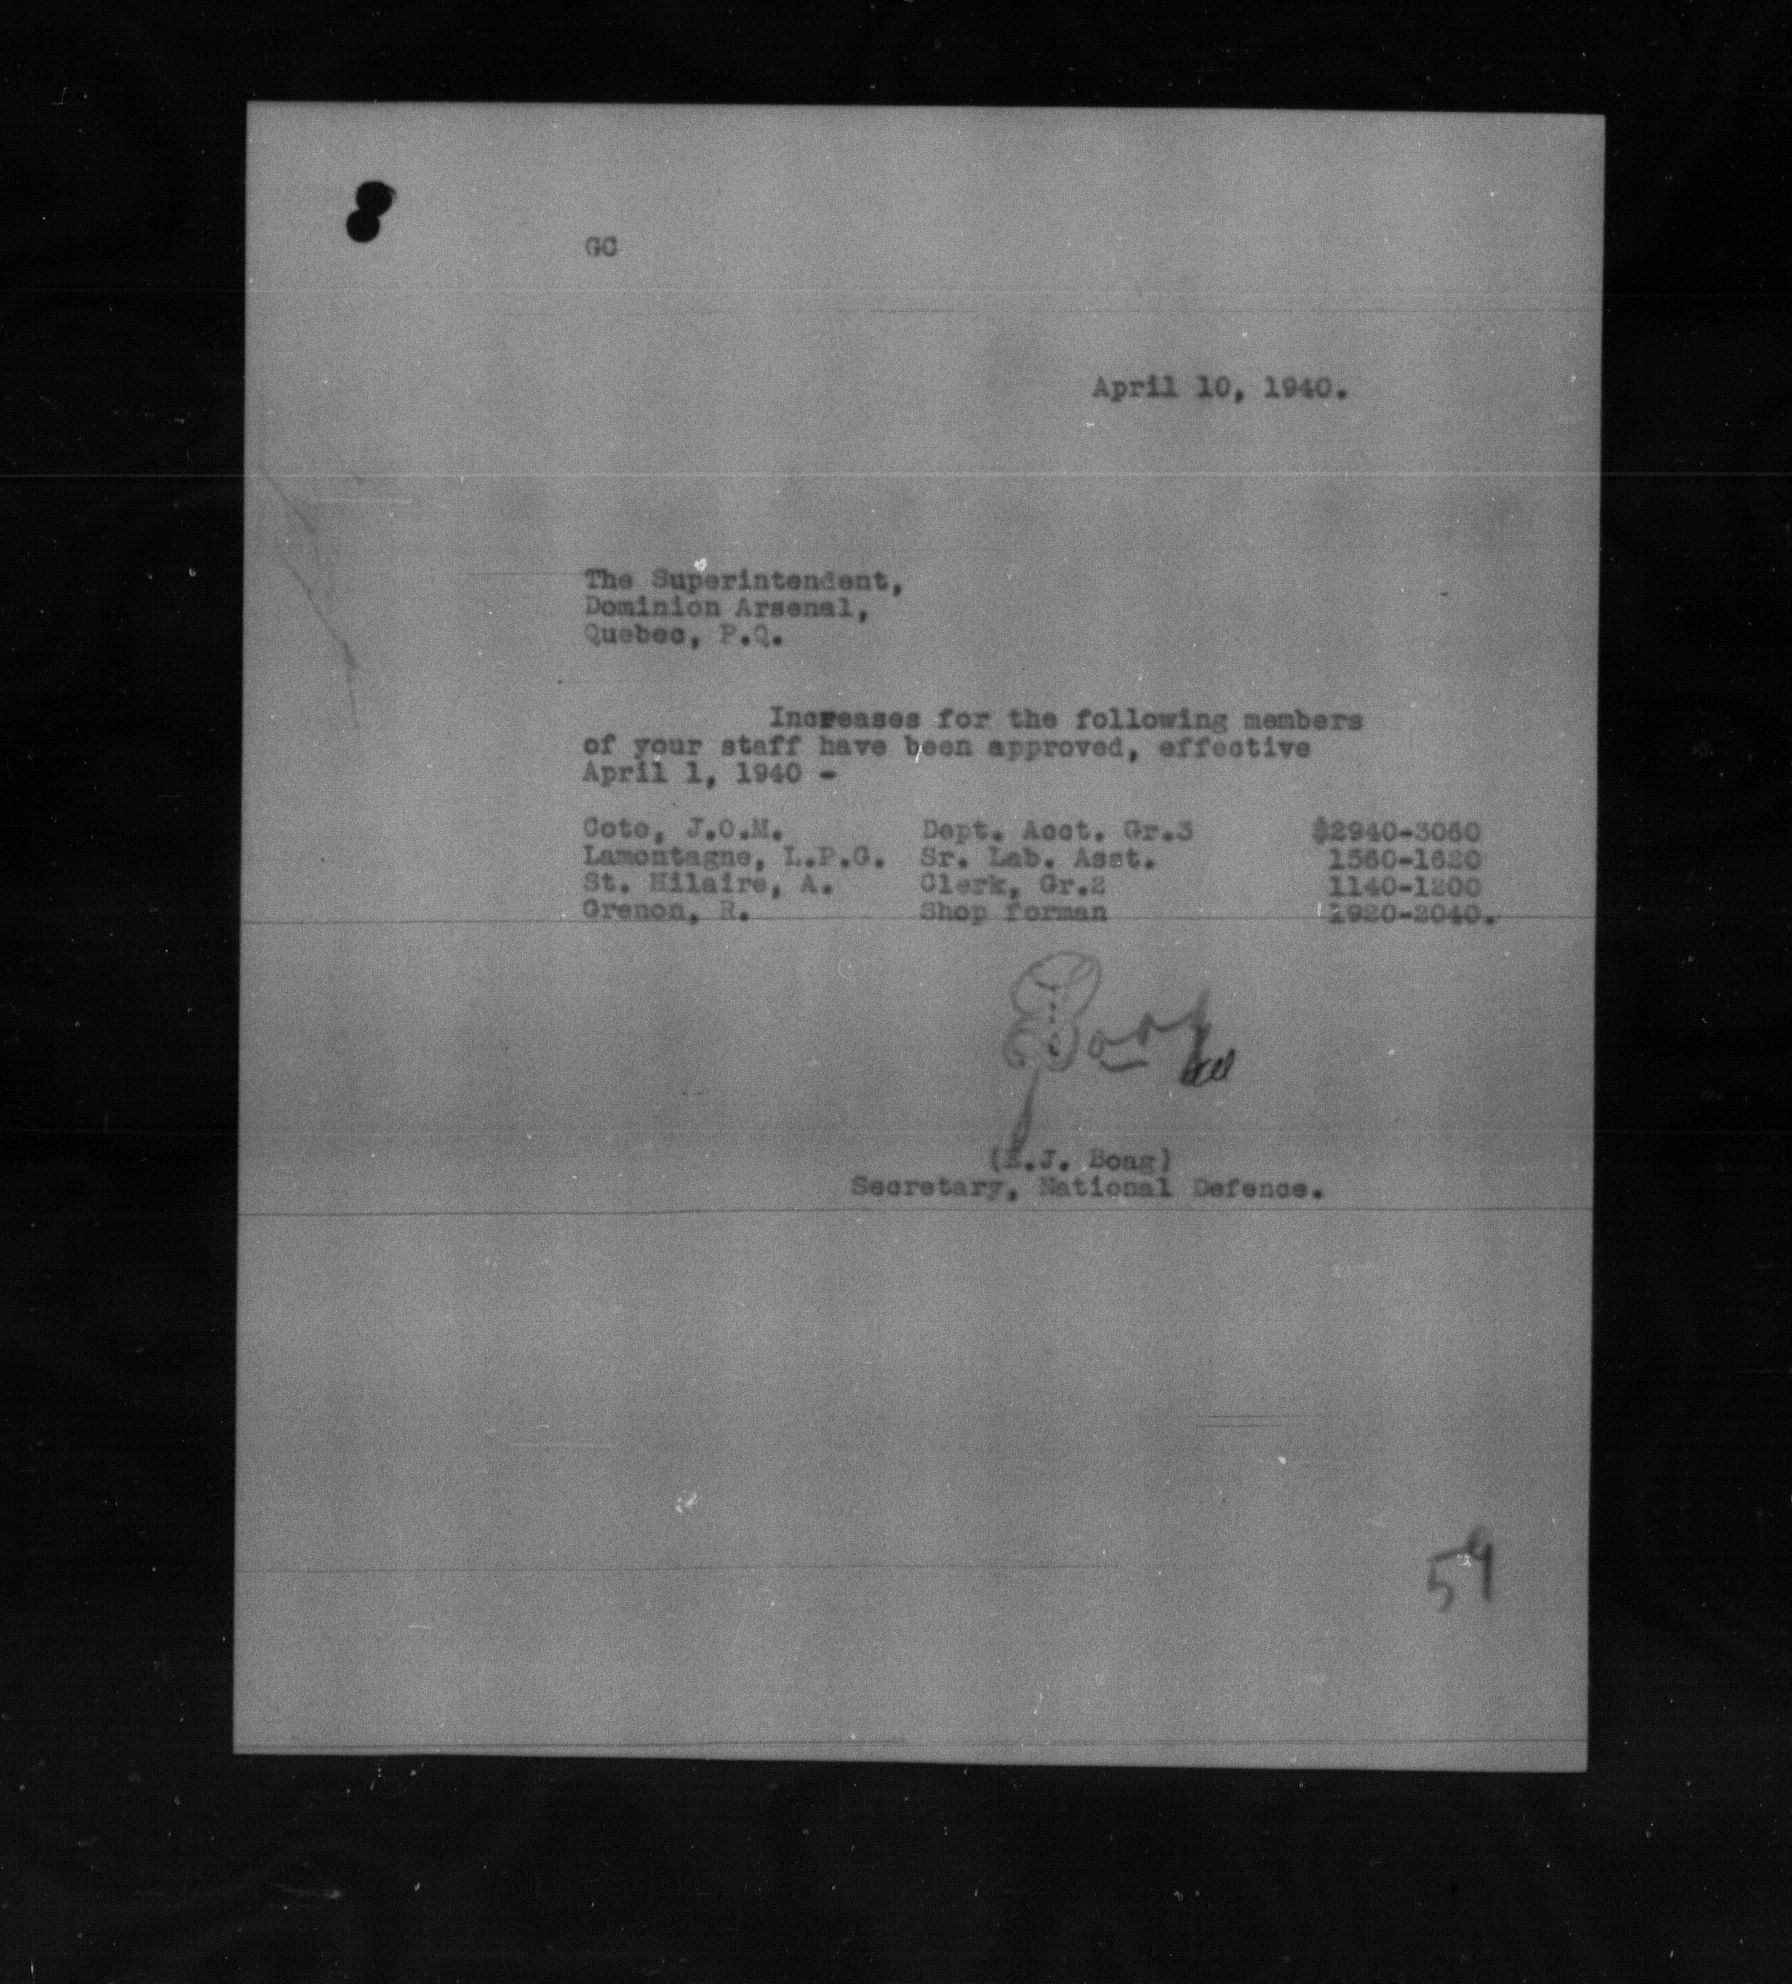 GC
April 10, 1940.
The Superintendent,
Dominion Arsenal,
Quebec, P.Q.
Increases for the following members
of your staff have been approved, effective
April 1, 1940 -
Cote, J.O.M. Dept. Acct. Gr.3 $2940-3060
Lamontagne, L.P.G. Sr. Lab. Asst. 1560-1620
St. Hilaire, A. Clerk, Gr.2 1140-1200
Grenon, R. Shop forman 1920-2040.
(E.J. Boag)
Secretary, National Defence.
59